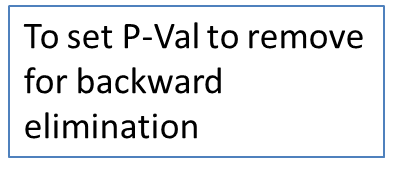 To set P-Val to remove
for backward
elimination